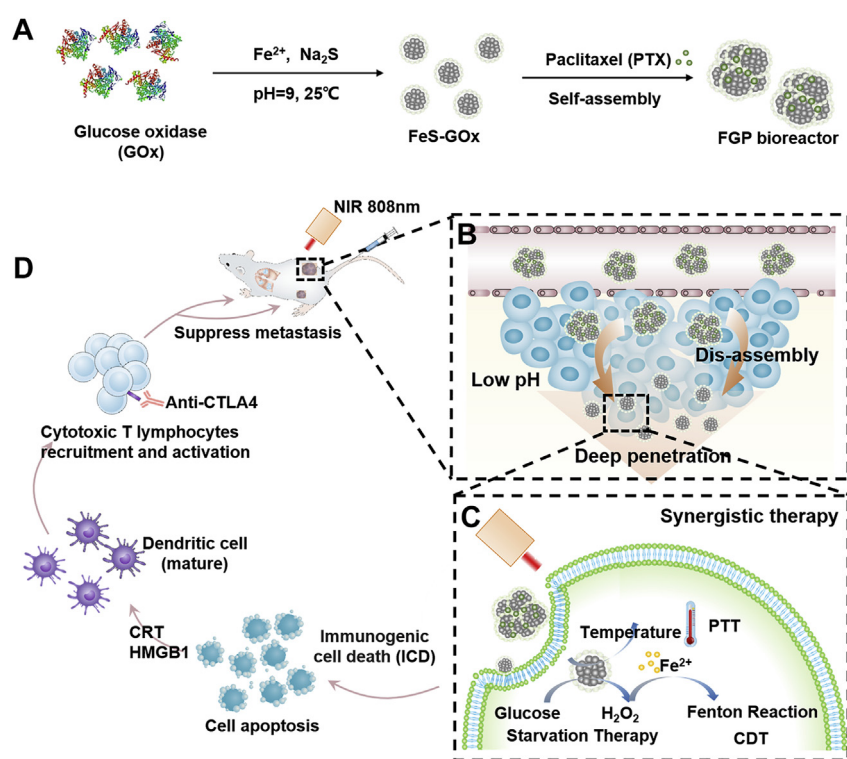 A
Glucose oxidase
(GOx)
Fe²⁺, Na₂S
pH=9, 25℃
FeS-GOx
Paclitaxel (PTX)
Self-assembly
FGP bioreactor
NIR 808nm
B
Low pH
Dis-assembly
Deep penetration
C
Synergistic therapy
Temperature
PTT
Fe²⁺
Glucose
H₂O₂
Fenton Reaction
Starvation Therapy
CDT
D
Suppress metastasis
Anti-CTLA4
Cytotoxic T lymphocytes
recruitment and activation
Dendritic cell
(mature)
CRT
HMGB1
Immunogenic
cell death (ICD)
Cell apoptosis